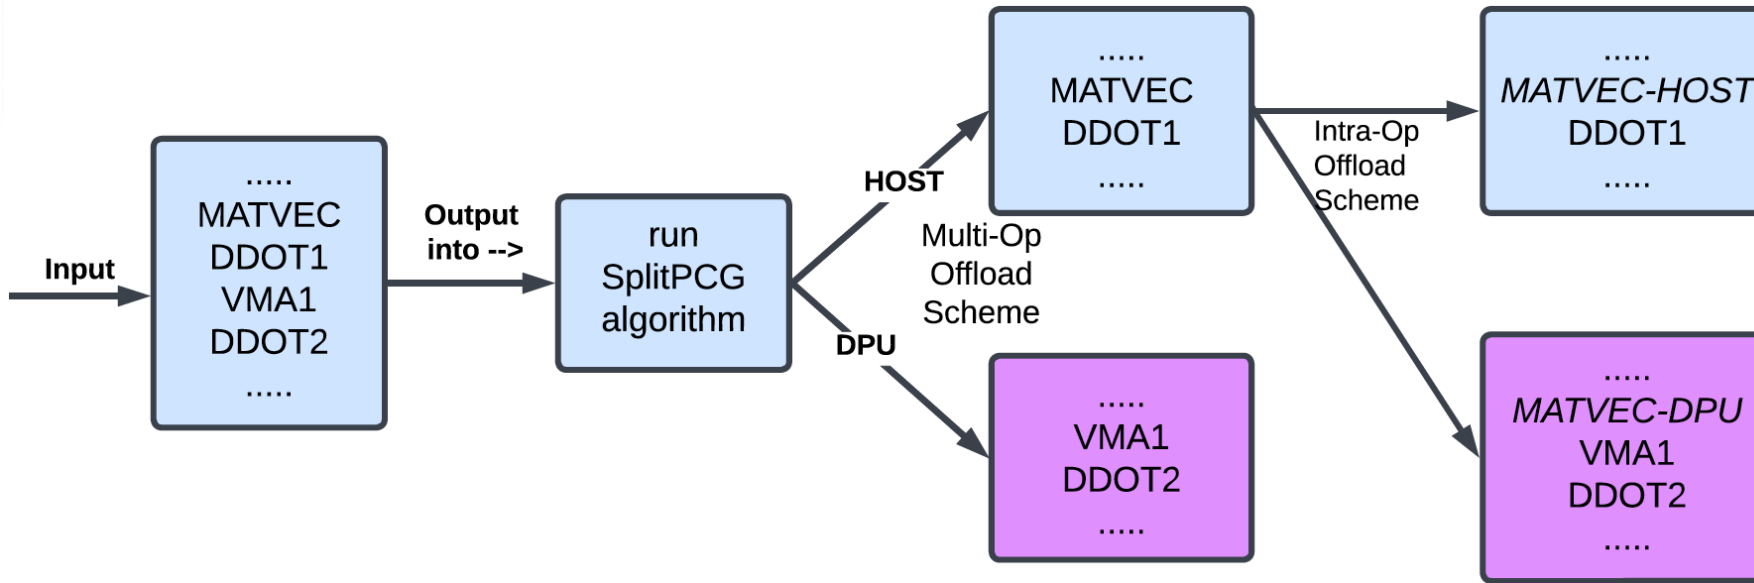 Input
.....
MATVEC
DDOT1
VMA1
DDOT2
.....
Output
into -->
run
SplitPCG
algorithm
HOST
Multi-Op
Offload
Scheme
DPU
.....
MATVEC
DDOT1
.....
.....
VMA1
DDOT2
.....
Intra-Op
Offload
Scheme
.....
MATVEC-HOST
DDOT1
.....
.....
MATVEC-DPU
VMA1
DDOT2
.....